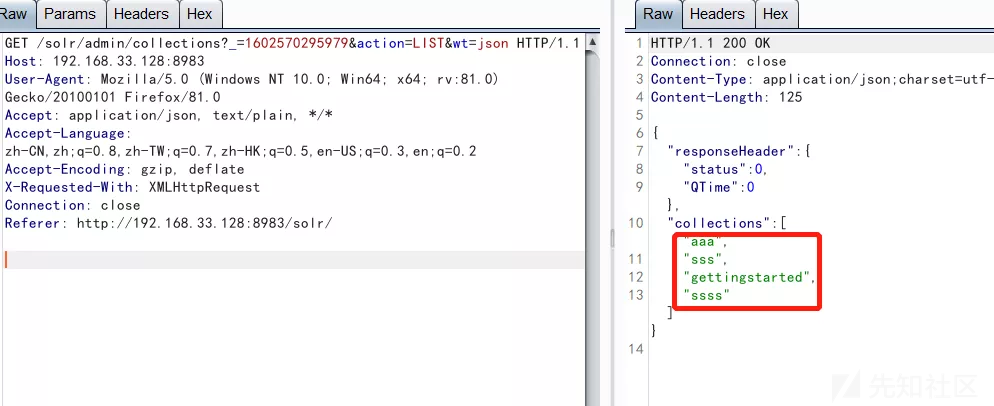 Raw Params Headers Hex
GET /solr/admin/collections?_=1602570295979&action=LIST&wt=json HTTP/1.1
Host: 192.168.33.128:8983
User-Agent: Mozilla/5.0 (Windows NT 10.0; Win64; x64; rv:81.0)
Gecko/20100101 Firefox/81.0
Accept: application/json, text/plain, */*
Accept-Language:
zh-CN,zh;q=0.8,zh-TW;q=0.7,zh-HK;q=0.5,en-US;q=0.3,en;q=0.2
Accept-Encoding: gzip, deflate
X-Requested-With: XMLHttpRequest
Connection: close
Referer: http://192.168.33.128:8983/solr/
Raw Headers Hex
1 HTTP/1.1 200 OK
2 Connection: close
3 Content-Type: application/json;charset=utf-
4 Content-Length: 125
5
6 {
7 "responseHeader":{
8 "status":0,
9 "QTime":0
},
10 "collections":[
"aaa",
11 "sss",
12 "gettingstarted",
13 "ssss"
]
}
14
先知社区